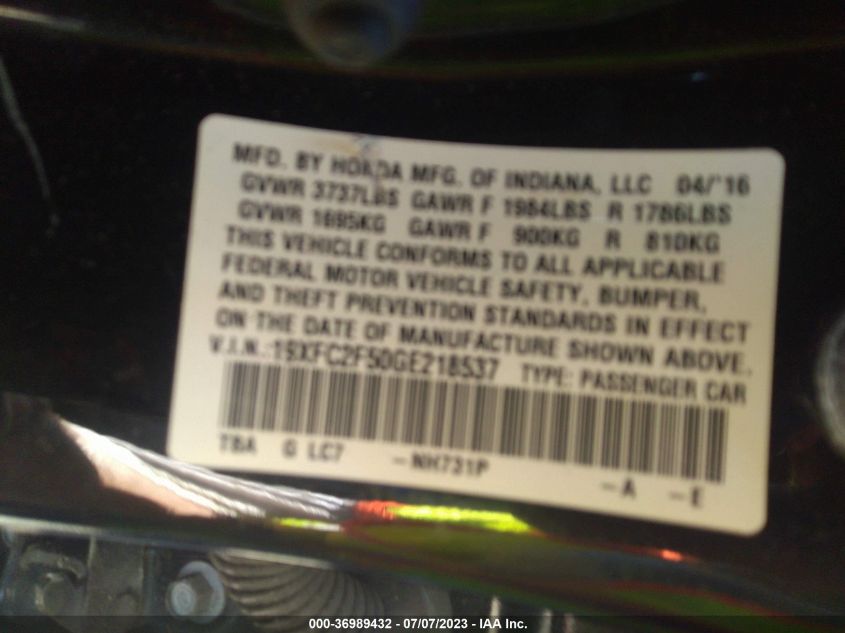 MFD. BY HONDA MFG. OF INDIANA, LLC 04/'16
GVWR 3737LBS GAWR F 1984LBS R 1786LBS
GVWR 1695KG GAWR F 900KG R 810KG
THIS VEHICLE CONFORMS TO ALL APPLICABLE
FEDERAL MOTOR VEHICLE SAFETY, BUMPER,
AND THEFT PREVENTION STANDARDS IN EFFECT
ON THE DATE OF MANUFACTURE SHOWN ABOVE.
V.I.N.:19XFC2F50GE218537 TYPE: PASSENGER CAR
TBA G LC7 -NH731P -A -E
000-36989432 - 07/07/2023 - IAA Inc.